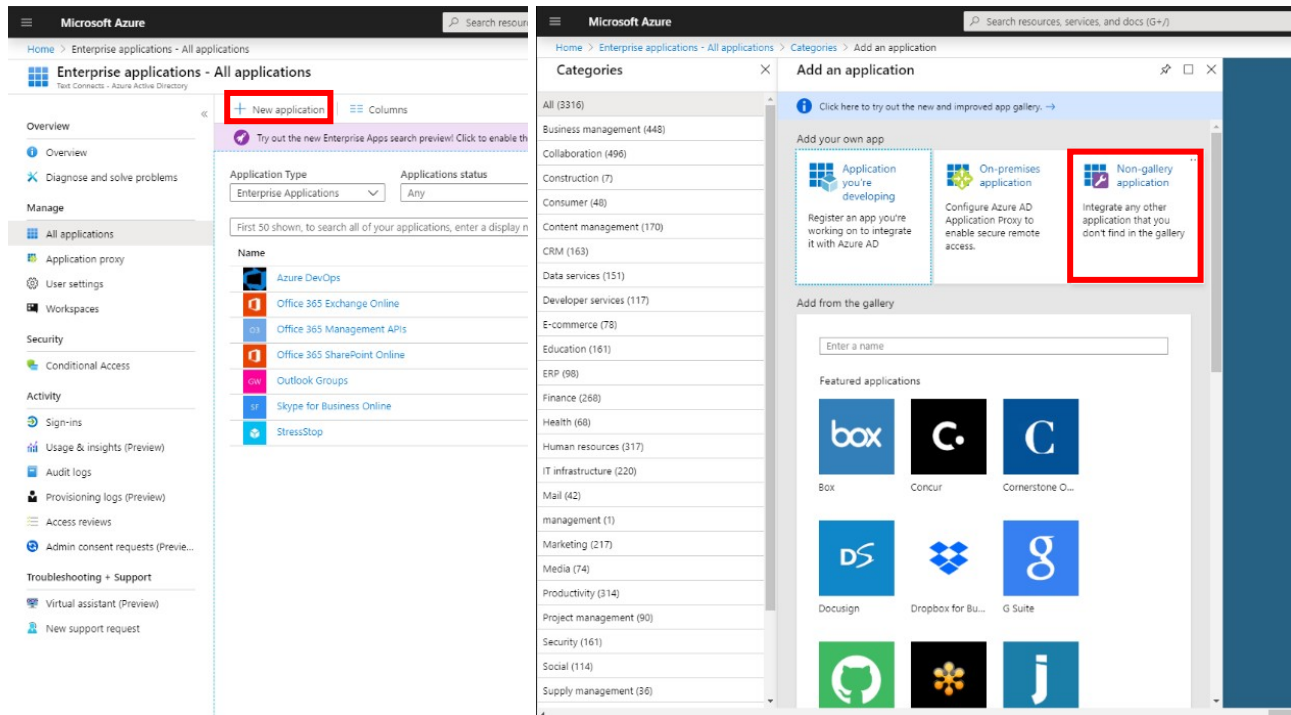 Microsoft Azure
Search resour
Home > Enterprise applications - All applications
Enterprise applications - All applications
Text Connects - Azure Active Directory
«
New application
Columns
Try out the new Enterprise Apps search preview! Click to enable th
Overview
Overview
Diagnose and solve problems
Manage
All applications
Application proxy
User settings
Workspaces
Security
Conditional Access
Activity
Sign-ins
Usage & insights (Preview)
Audit logs
Provisioning logs (Preview)
Access reviews
Admin consent requests (Previe...
Troubleshooting + Support
Virtual assistant (Preview)
New support request
Application Type
Applications status
Enterprise Applications
Any
First 50 shown, to search all of your applications, enter a display n
Name
Azure DevOps
Office 365 Exchange Online
O3 Office 365 Management APIs
Office 365 SharePoint Online
GW Outlook Groups
SF Skype for Business Online
StressStop
Microsoft Azure
Search resources, services, and docs (G+/)
Home > Enterprise applications - All applications > Categories > Add an application
Categories
All (3316)
Business management (448)
Collaboration (496)
Construction (7)
Consumer (48)
Content management (170)
CRM (163)
Data services (151)
Developer services (117)
E-commerce (78)
Education (161)
ERP (98)
Finance (268)
Health (68)
Human resources (317)
IT infrastructure (220)
Mail (42)
management (1)
Marketing (217)
Media (74)
Productivity (314)
Project management (90)
Security (161)
Social (114)
Supply management (36)
Add an application
Click here to try out the new and improved app gallery. →
Add your own app
Application
you're
developing
Register an app you're
working on to integrate
it with Azure AD
On-premises
application
Configure Azure AD
Application Proxy to
enable secure remote
access.
Non-gallery
application
Integrate any other
application that you
don't find in the gallery
Add from the gallery
Enter a name
Featured applications
box
C.
C
Box
Concur
Cornerstone O...
DS
g
Docusign
Dropbox for Bu...
G Suite
j